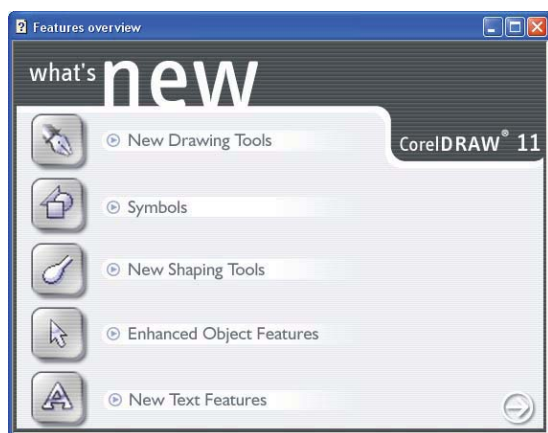 Features overview
what's new
CorelDRAW® 11
New Drawing Tools
Symbols
New Shaping Tools
Enhanced Object Features
New Text Features